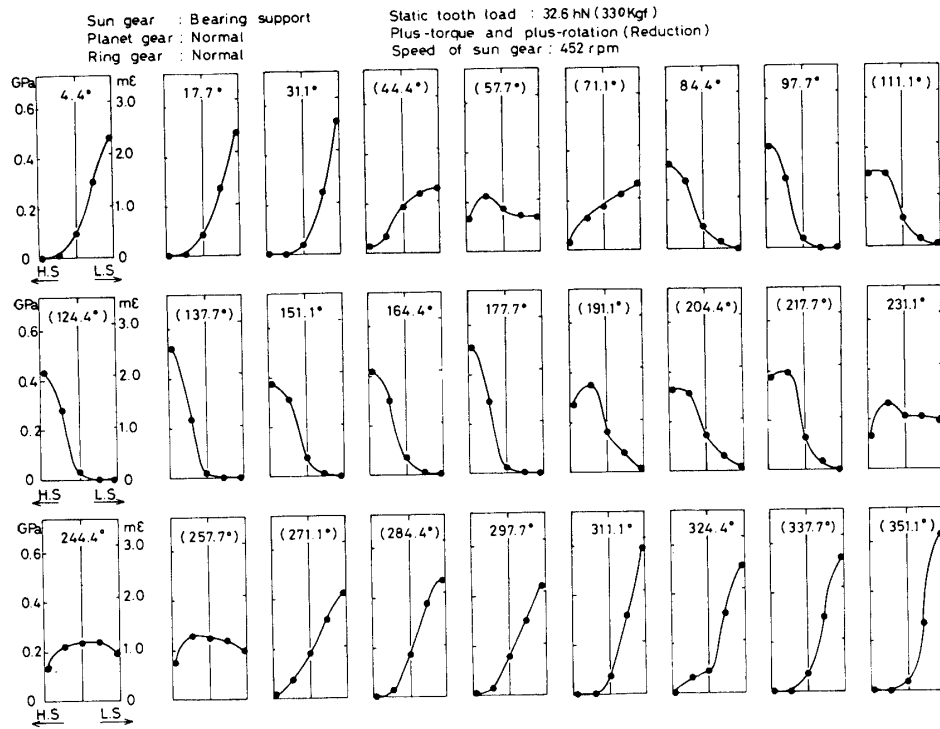 Sun gear : Bearing support
Planet gear : Normal
Ring gear : Normal
Static tooth load : 32.6 hN (330 Kgf)
Plus-torque and plus-rotation (Reduction)
Speed of sun gear : 452 rpm
GPa 4.4° mε 17.7° 31.1° (44.4°) (57.7°) (71.1°) 84.4° 97.7° (111.1°)
0.6 3.0
0.4 2.0
0.2 1.0
0 0
H.S L.S
GPa (124.4°) mε (137.7°) 151.1° 164.4° 177.7° (191.1°) (204.4°) (217.7°) 231.1°
0.6 3.0
0.4 2.0
0.2 1.0
0 0
H.S L.S
GPa 244.4° mε (257.7°) (271.1°) (284.4°) 297.7° 311.1° 324.4° (337.7°) (351.1°)
0.6 3.0
0.4 2.0
0.2 1.0
0 0
H.S L.S